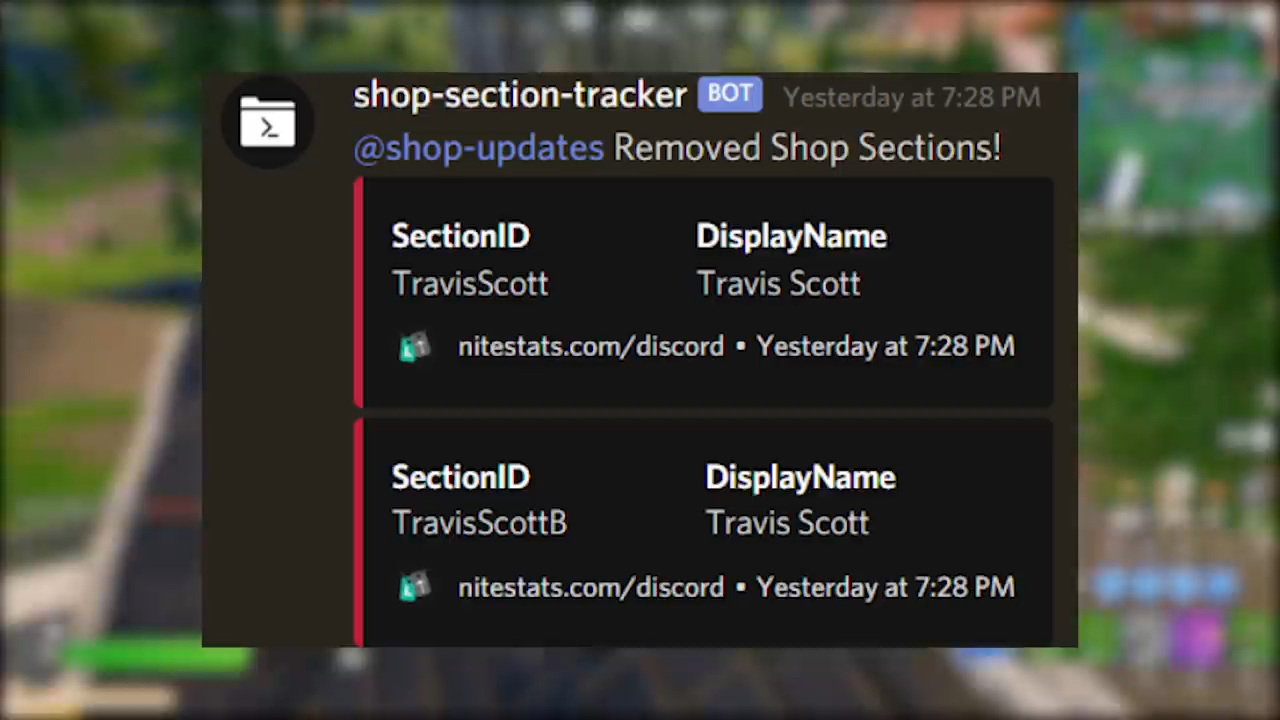 shop-section-tracker BOT Yesterday at 7:28 PM
@shop-updates Removed Shop Sections!
SectionID DisplayName
TravisScott Travis Scott
nitestats.com/discord • Yesterday at 7:28 PM
SectionID DisplayName
TravisScottB Travis Scott
nitestats.com/discord • Yesterday at 7:28 PM